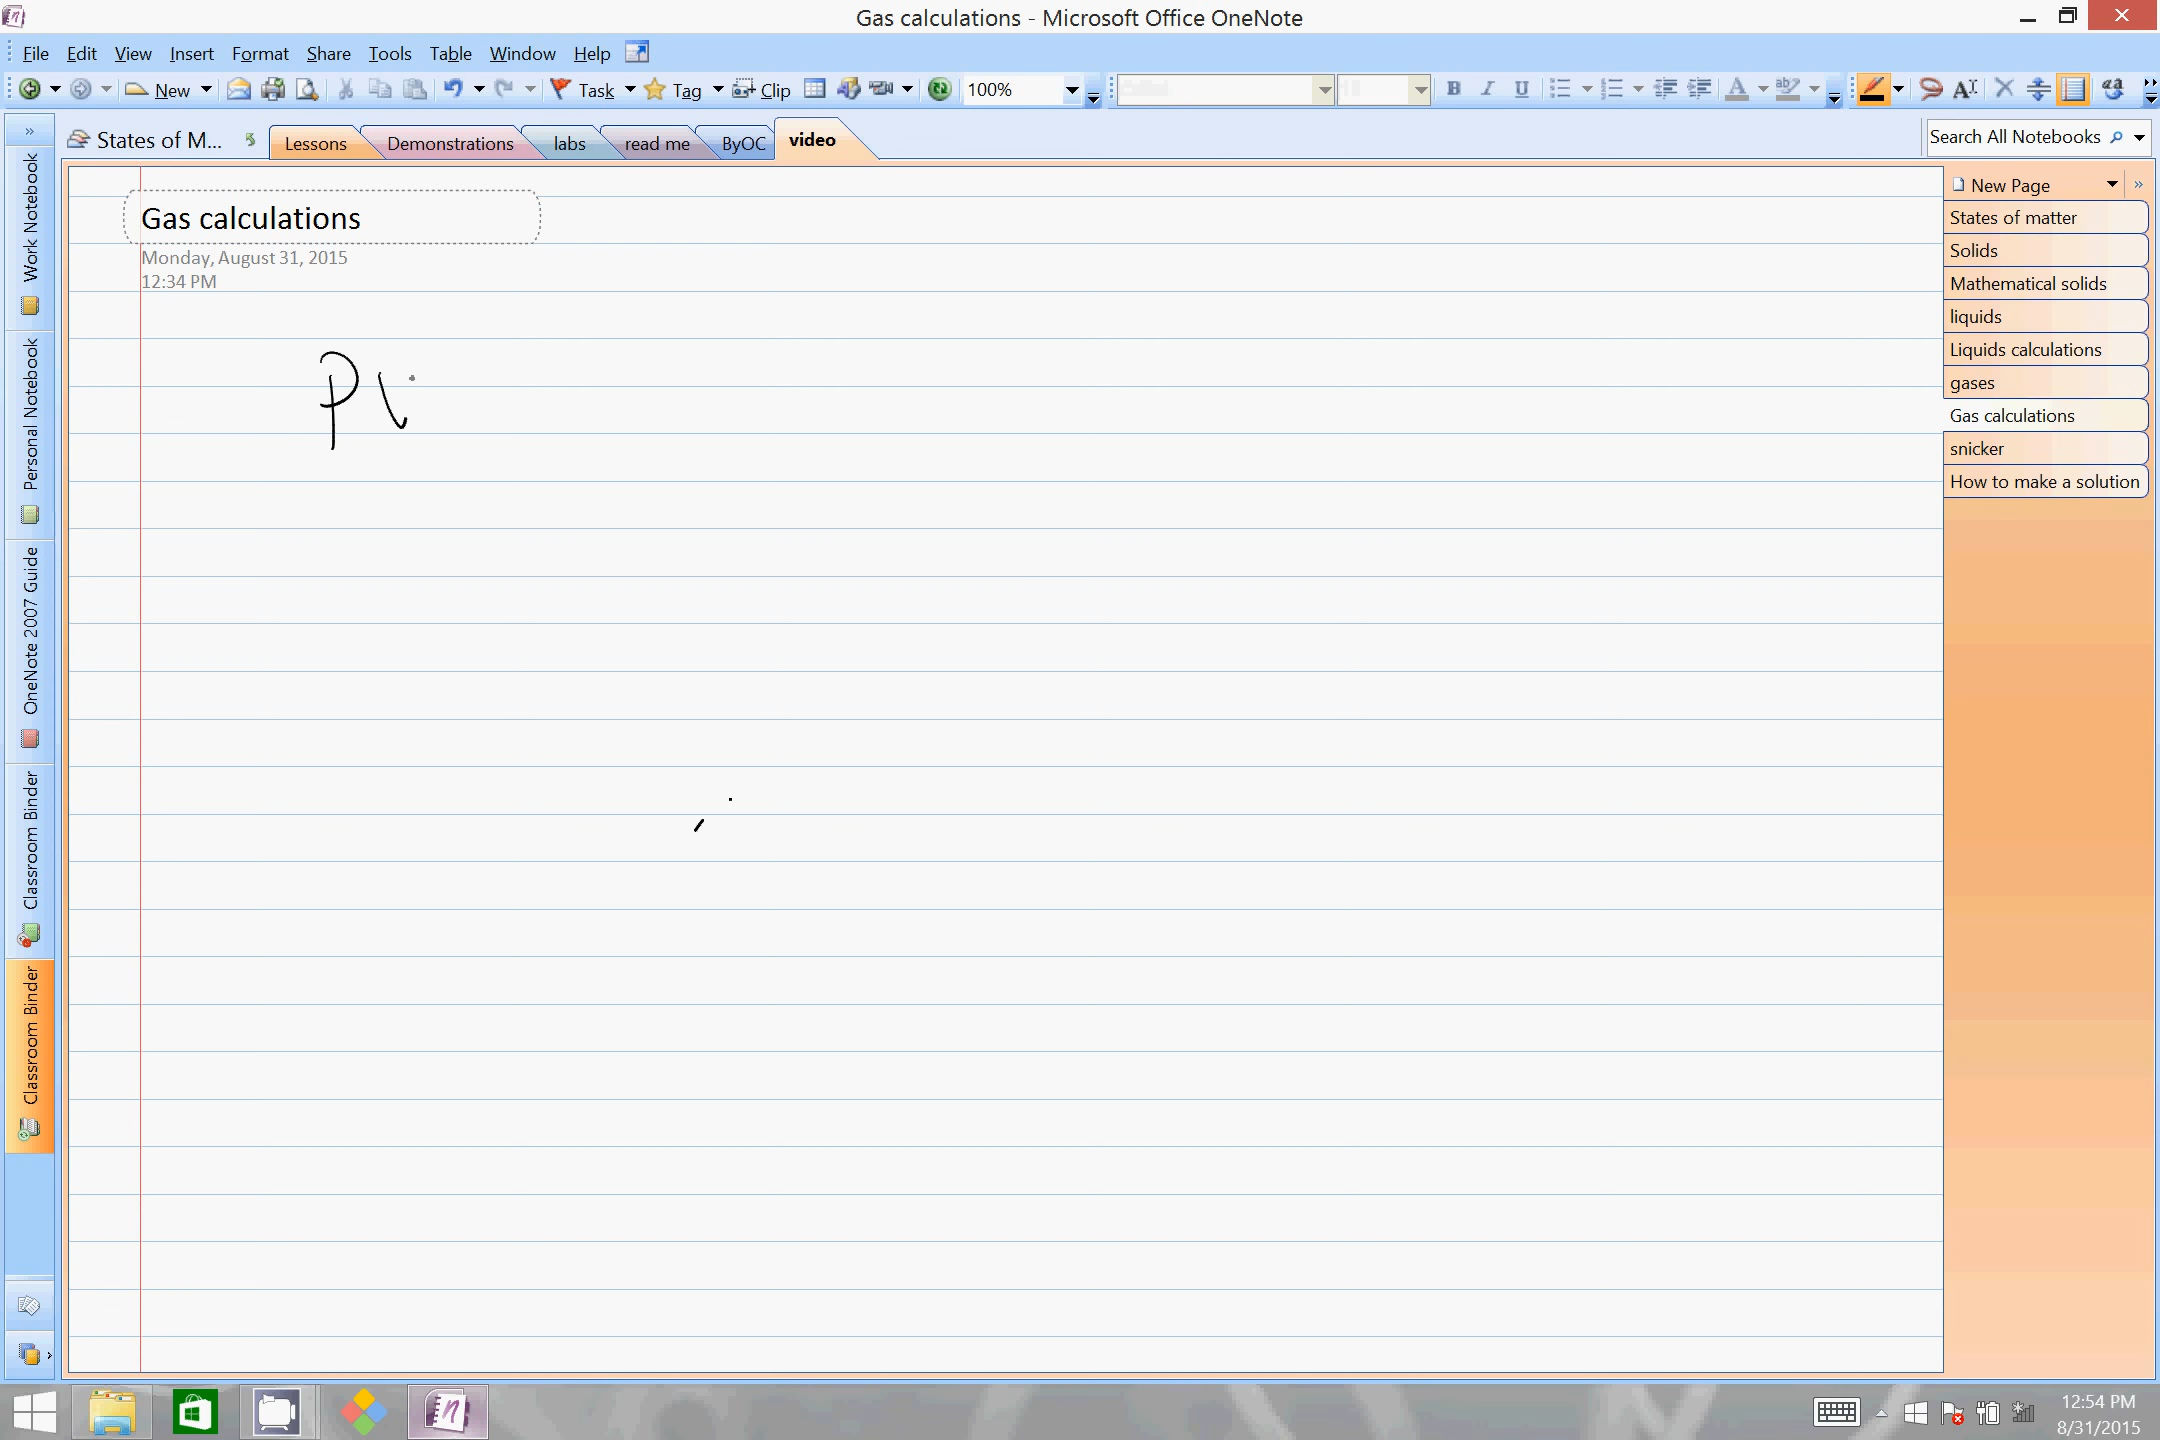 Gas calculations - Microsoft Office OneNote
File Edit View Insert Format Share Tools Table Window Help
New Task Tag Clip 100% B I U A ab A
States of M... Lessons Demonstrations labs read me ByOC video Search All Notebooks
Work Notebook
Personal Notebook
OneNote 2007 Guide
Classroom Binder
Classroom Binder
Gas calculations
Monday, August 31, 2015
12:34 PM
P
New Page
States of matter
Solids
Mathematical solids
liquids
Liquids calculations
gases
Gas calculations
snicker
How to make a solution
12:54 PM
8/31/2015